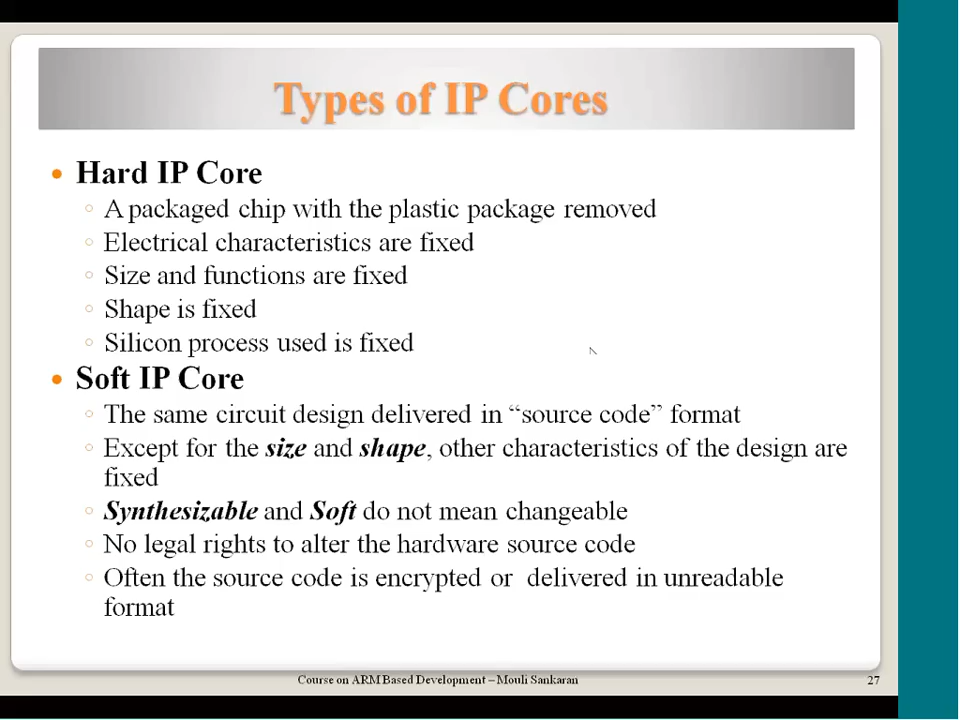 Types of IP Cores
• Hard IP Core
◦ A packaged chip with the plastic package removed
◦ Electrical characteristics are fixed
◦ Size and functions are fixed
◦ Shape is fixed
◦ Silicon process used is fixed
• Soft IP Core
◦ The same circuit design delivered in “source code” format
◦ Except for the size and shape, other characteristics of the design are
fixed
◦ Synthesizable and Soft do not mean changeable
◦ No legal rights to alter the hardware source code
◦ Often the source code is encrypted or delivered in unreadable
format
Course on ARM Based Development – Mouli Sankaran
27